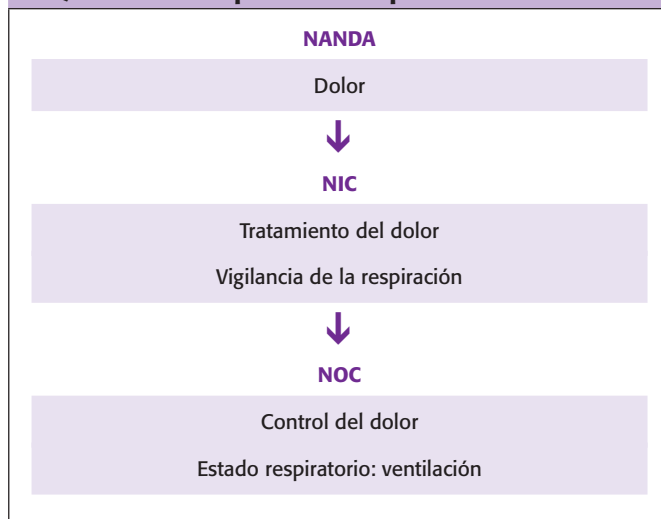 NANDA
Dolor
NIC
Tratamiento del dolor
Vigilancia de la respiración
NOC
Control del dolor
Estado respiratorio: ventilación